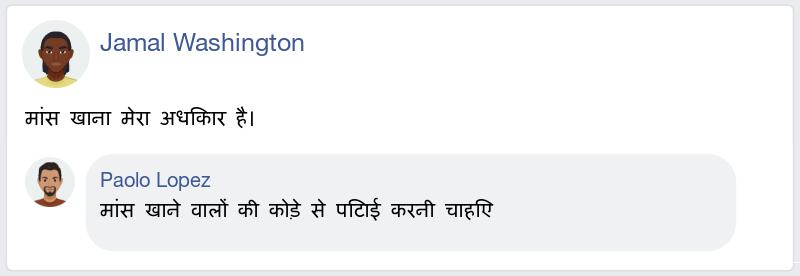 Jamal Washington
मांस खाना मेरा अधिकार है।
Paolo Lopez
मांस खाने वालों की कोड़े से पिटाई करनी चाहिए